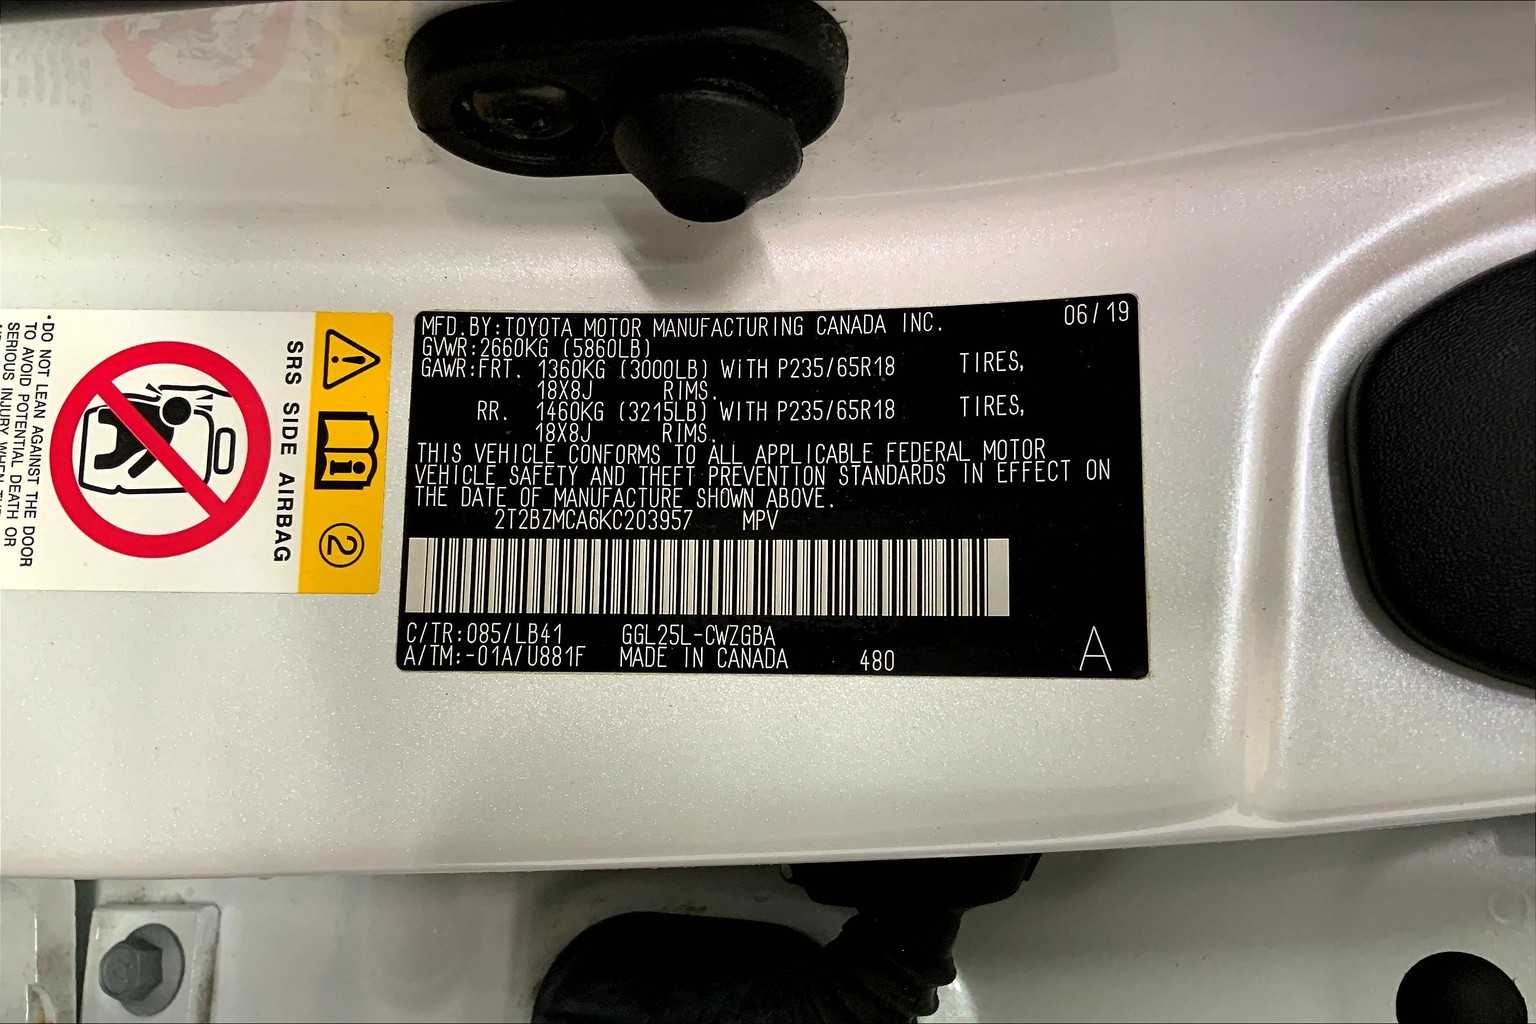 MFD.BY:TOYOTA MOTOR MANUFACTURING CANADA INC. 06/19
GVWR:2660KG (5860LB)
GAWR:FRT. 1360KG (3000LB) WITH P235/65R18 TIRES,
18X8J RIMS.
RR. 1460KG (3215LB) WITH P235/65R18 TIRES,
18X8J RIMS.
THIS VEHICLE CONFORMS TO ALL APPLICABLE FEDERAL MOTOR
VEHICLE SAFETY AND THEFT PREVENTION STANDARDS IN EFFECT ON
THE DATE OF MANUFACTURE SHOWN ABOVE.
2T2BZMCA6KC203957 MPV
C/TR:085/LB41 GGL25L-CWZGBA
A/TM:-01A/U881F MADE IN CANADA 480
A
2
SRS SIDE AIRBAG
•DO NOT LEAN AGAINST THE DOOR
TO AVOID POTENTIAL DEATH OR
SERIOUS INJURY WHEN THE